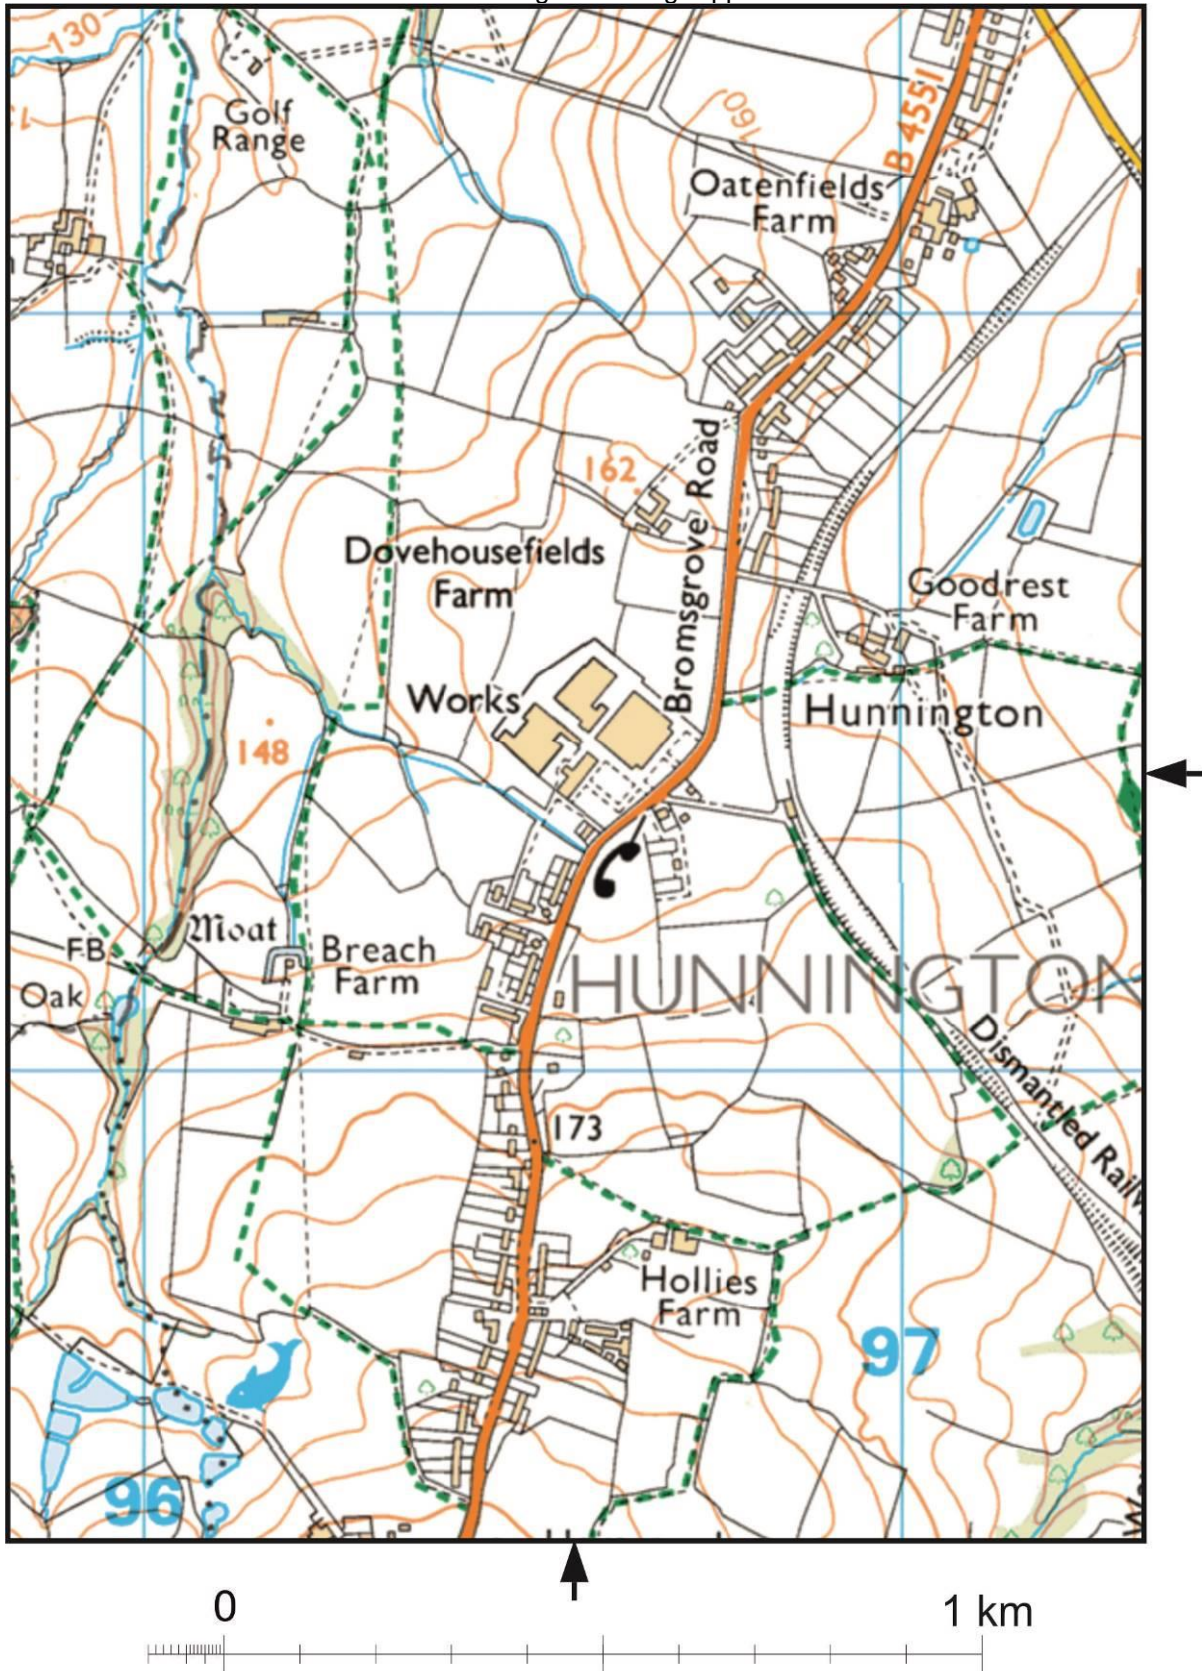 130
Golf
Range
160
B 4551
Oatenfields
Farm
162
Bromsgrove Road
Dovehousefields
Farm
Goodrest
Farm
Works
Hunnington
148
Moat
FB
Breach
Farm
Oak
HUNNINGTON
Dismantled Railw
173
Hollies
Farm
97
96
0
1 km